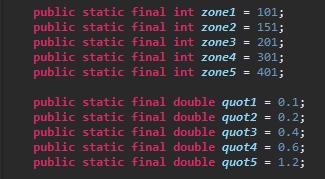 public static final int zone1 = 101;
public static final int zone2 = 151;
public static final int zone3 = 201;
public static final int zone4 = 301;
public static final int zone5 = 401;
public static final double quot1 = 0.1;
public static final double quot2 = 0.2;
public static final double quot3 = 0.4;
public static final double quot4 = 0.6;
public static final double quot5 = 1.2;